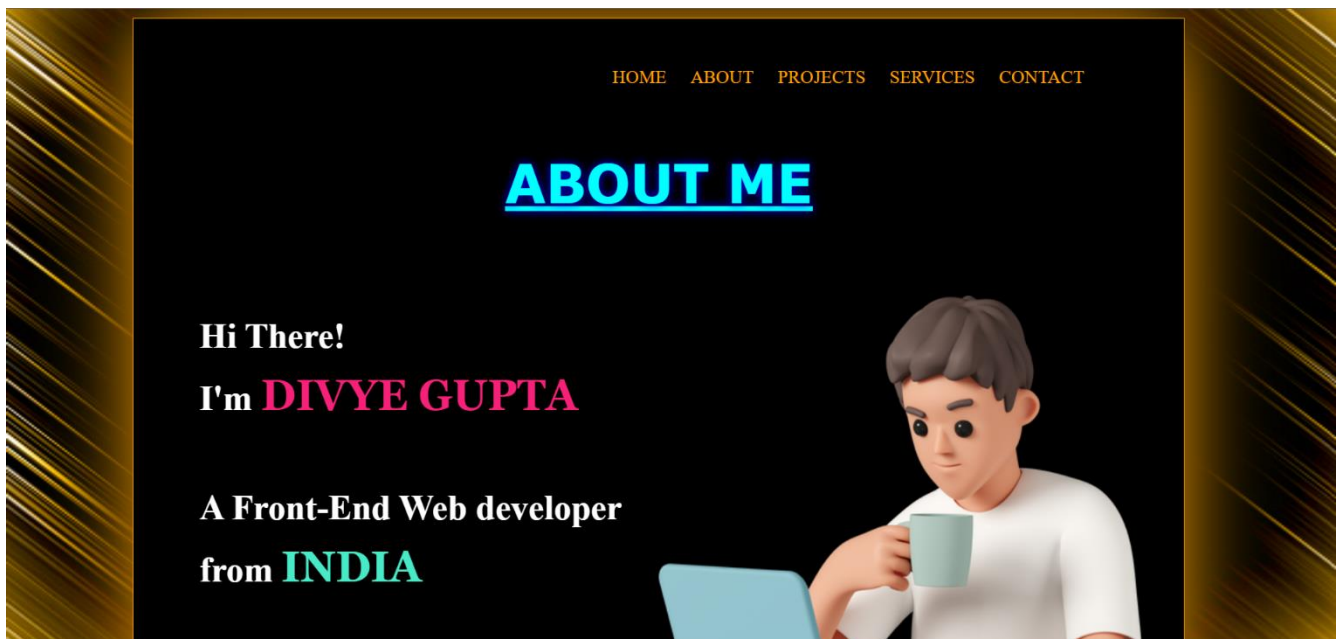 HOME ABOUT PROJECTS SERVICES CONTACT
ABOUT ME
Hi There!
I'm DIVYE GUPTA
A Front-End Web developer
from INDIA